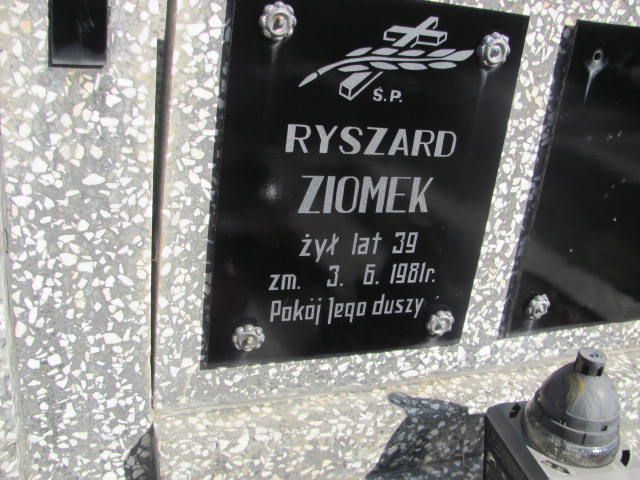 Ś.P.
RYSZARD
ZIOMEK
żył lat 39
zm. 3. 6. 1981r.
Pokój Jego duszy